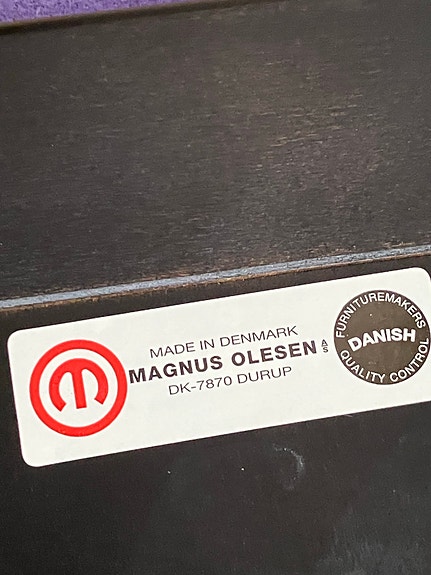 MADE IN DENMARK
MAGNUS OLESEN A/S
DK-7870 DURUP
FURNITUREMAKERS
DANISH
QUALITY CONTROL